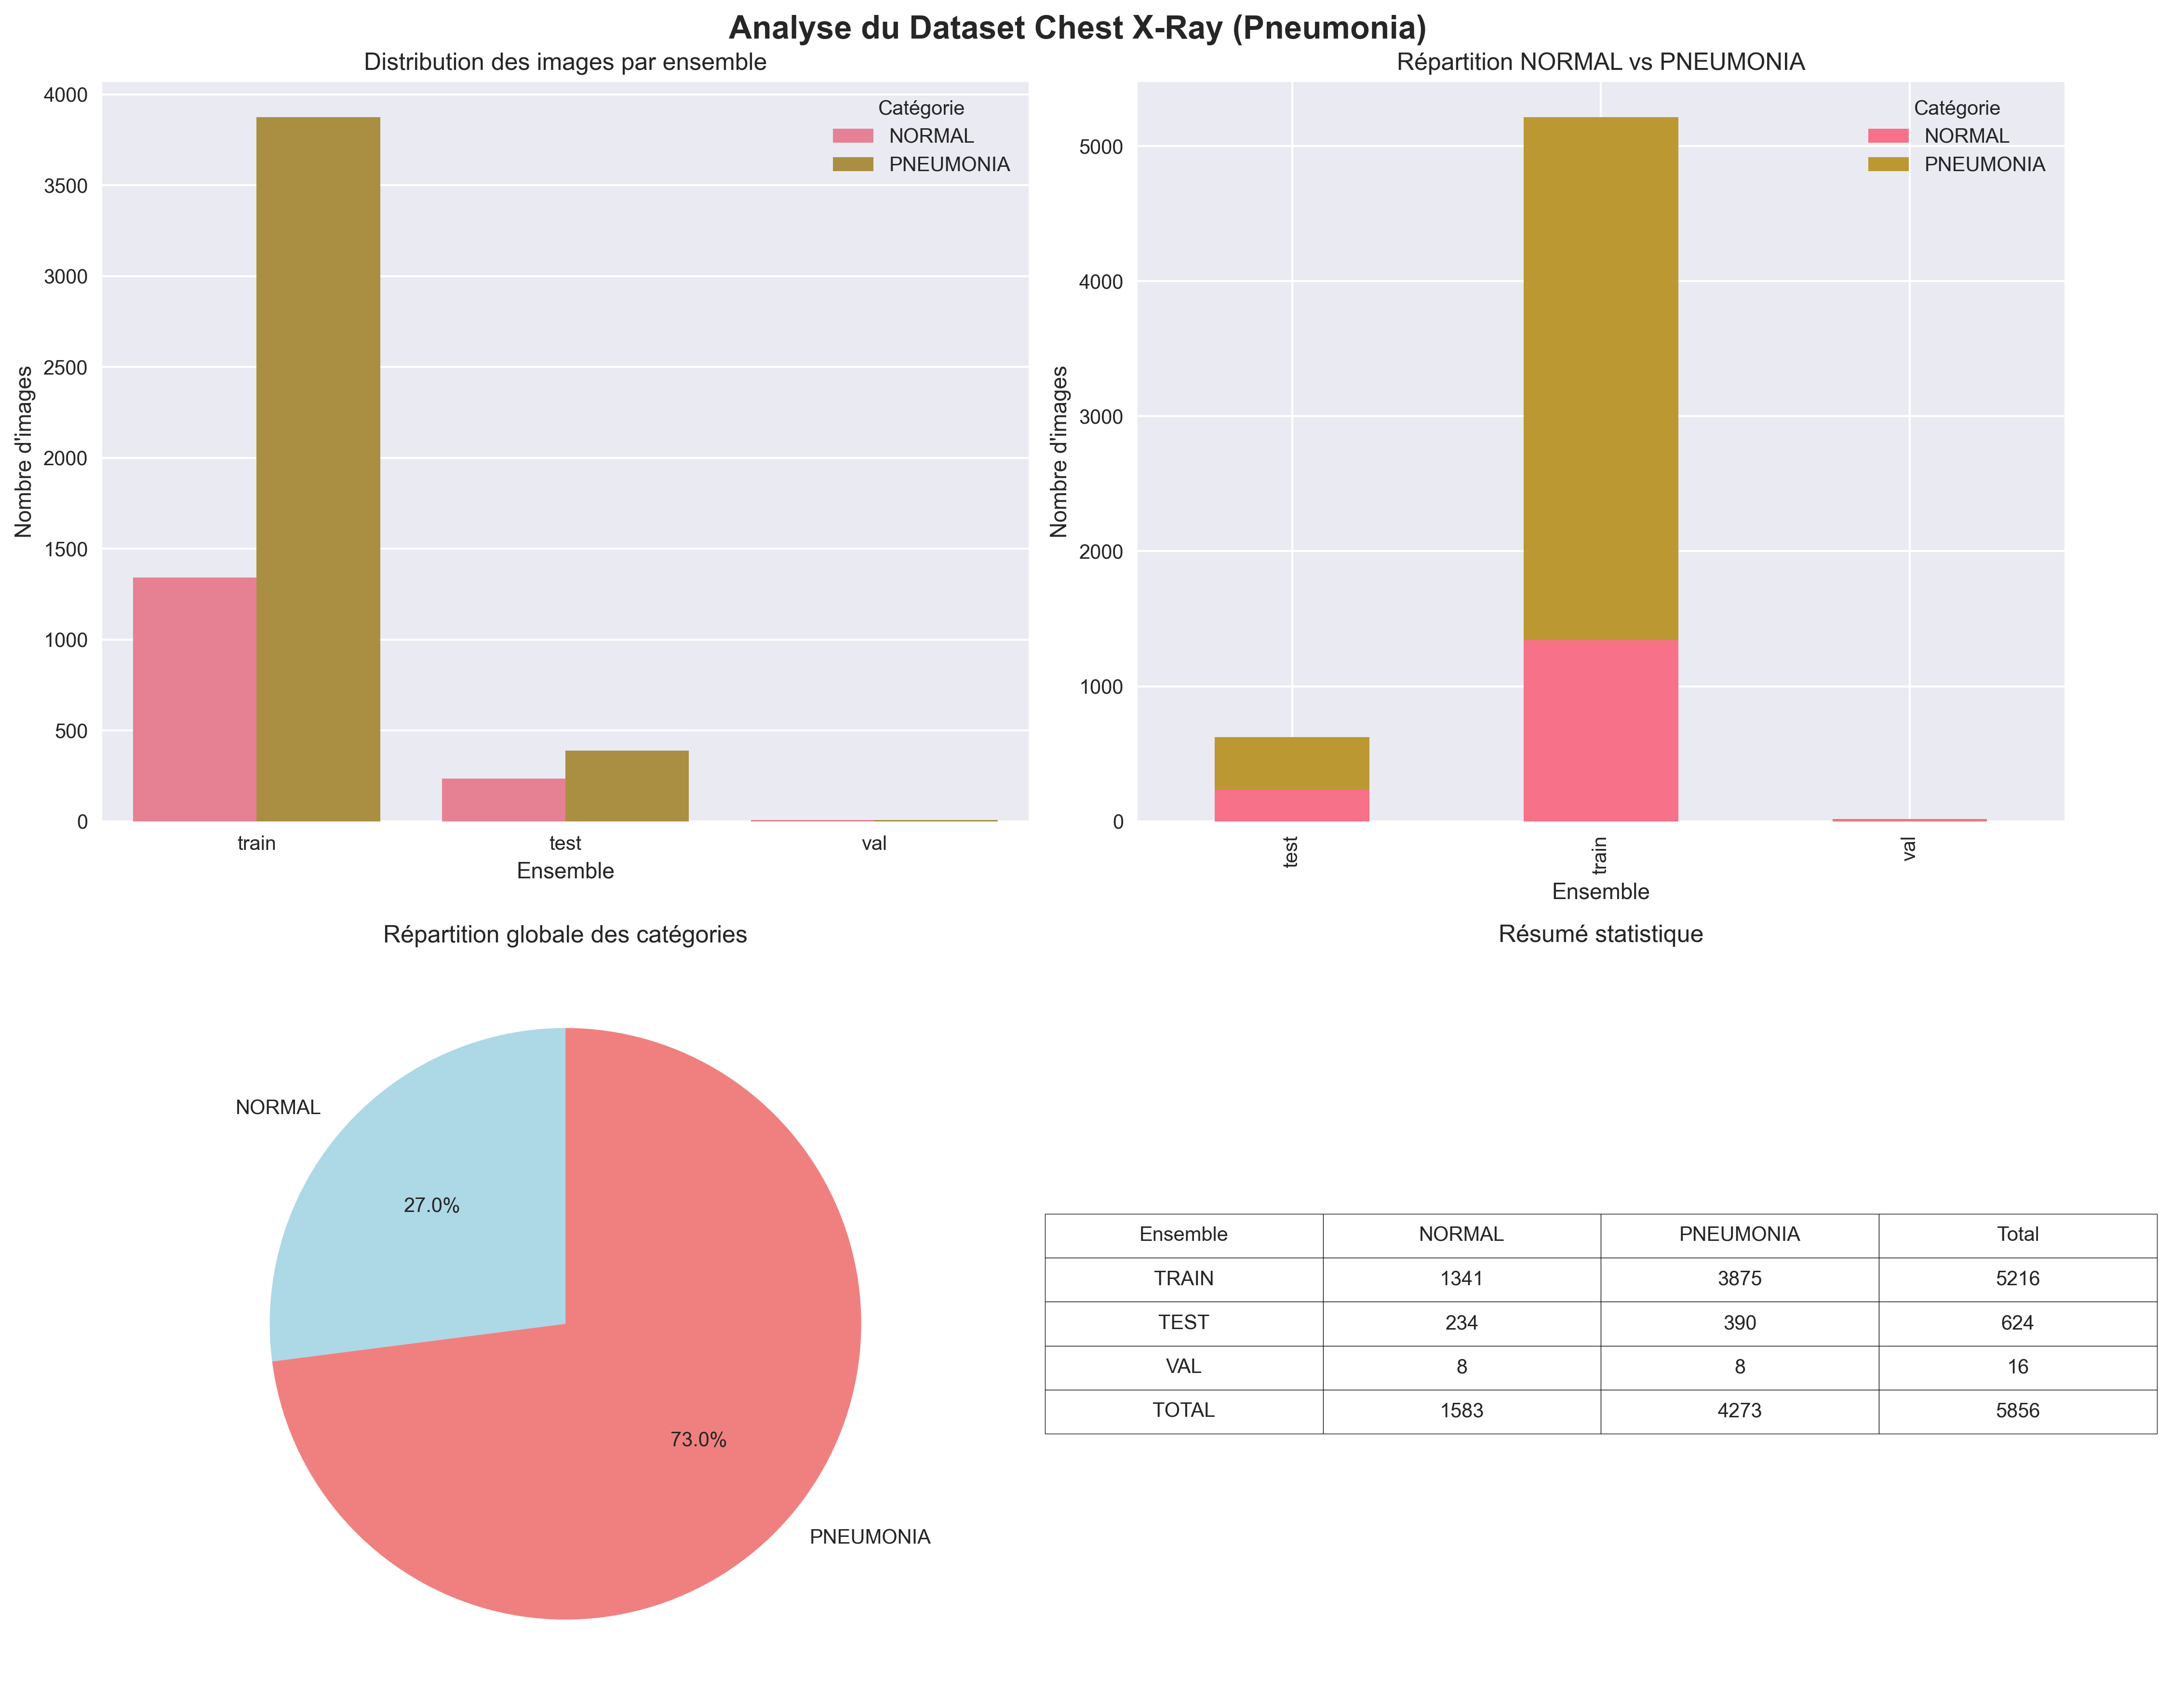 Analyse du Dataset Chest X-Ray (Pneumonia)
Distribution des images par ensemble
Catégorie
NORMAL
PNEUMONIA
Nombre d'images
4000
3500
3000
2500
2000
1500
1000
500
0
train test val
Ensemble
Répartition NORMAL vs PNEUMONIA
Catégorie
NORMAL
PNEUMONIA
Nombre d'images
5000
4000
3000
2000
1000
0
test train val
Ensemble
Répartition globale des catégories
NORMAL
27.0%
73.0%
PNEUMONIA
Résumé statistique
Ensemble NORMAL PNEUMONIA Total
TRAIN 1341 3875 5216
TEST 234 390 624
VAL 8 8 16
TOTAL 1583 4273 5856